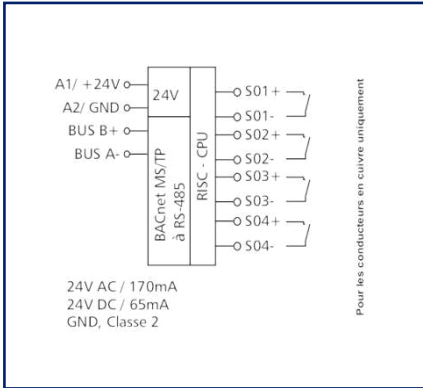 A1/ +24V
A2/ GND
BUS B+
BUS A-
24V
BACnet MS/TP
à RS-485
RISC - CPU
S01+
S01-
S02+
S02-
S03+
S03-
S04+
S04-
24V AC / 170mA
24V DC / 65mA
GND, Classe 2
Pour les conducteurs en cuivre uniquement